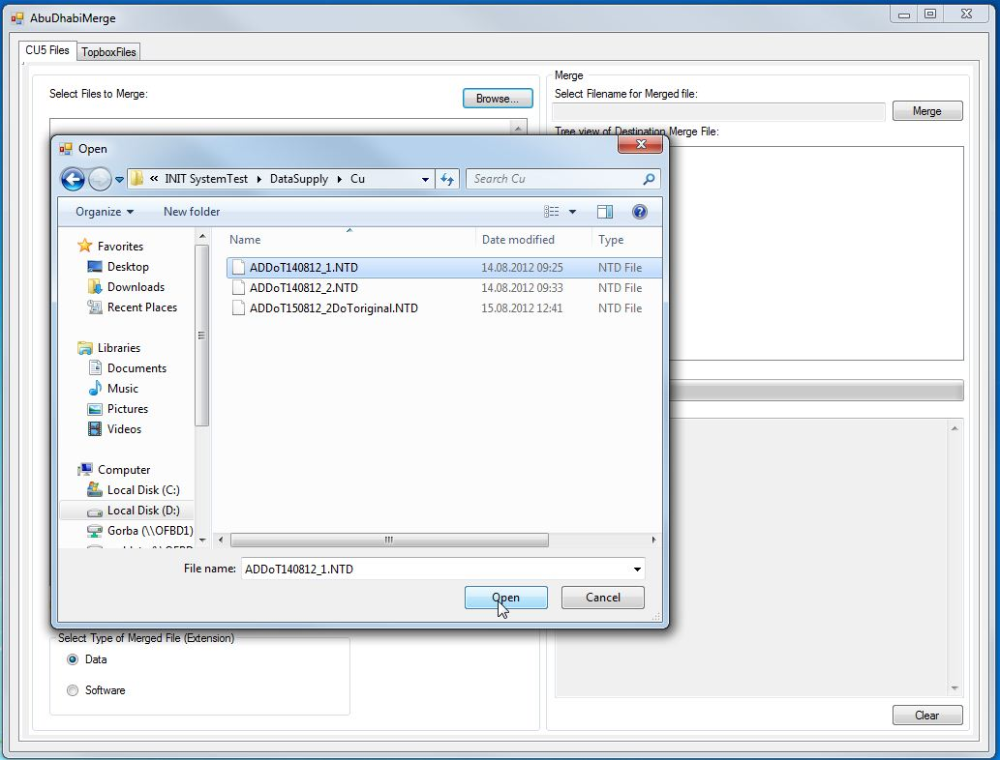 AbuDhabiMerge
CU5 Files
TopboxFiles
Select Files to Merge:
Browse...
Merge
Select Filename for Merged file:
Merge
Tree view of Destination Merge File:
Open
« INIT SystemTest DataSupply Cu
Search Cu
Organize
New folder
Favorites
Desktop
Downloads
Recent Places
Libraries
Documents
Music
Pictures
Videos
Computer
Local Disk (C:)
Local Disk (D:)
Gorba (\\OFBD1)
Name Date modified Type
ADDoT140812_1.NTD 14.08.2012 09:25 NTD File
ADDoT140812_2.NTD 14.08.2012 09:33 NTD File
ADDoT150812_2DoToriginal.NTD 15.08.2012 12:41 NTD File
File name: ADDoT140812_1.NTD
Open
Cancel
Select Type of Merged File (Extension)
Data
Software
Clear